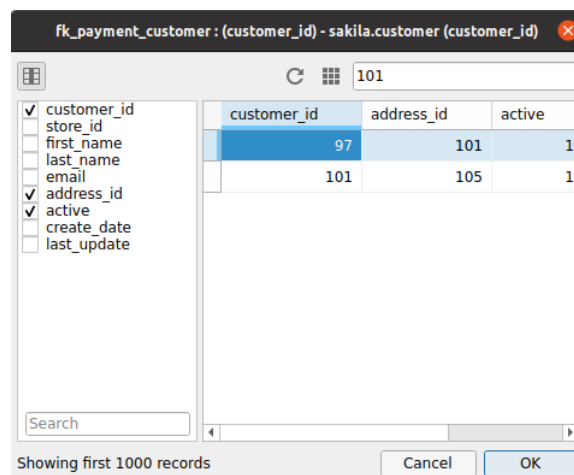 fk_payment_customer : (customer_id) - sakila.customer (customer_id)
101
customer_id
store_id
first_name
last_name
email
address_id
active
create_date
last_update
Search
customer_id address_id active
97 101 1
101 105 1
Showing first 1000 records
Cancel OK